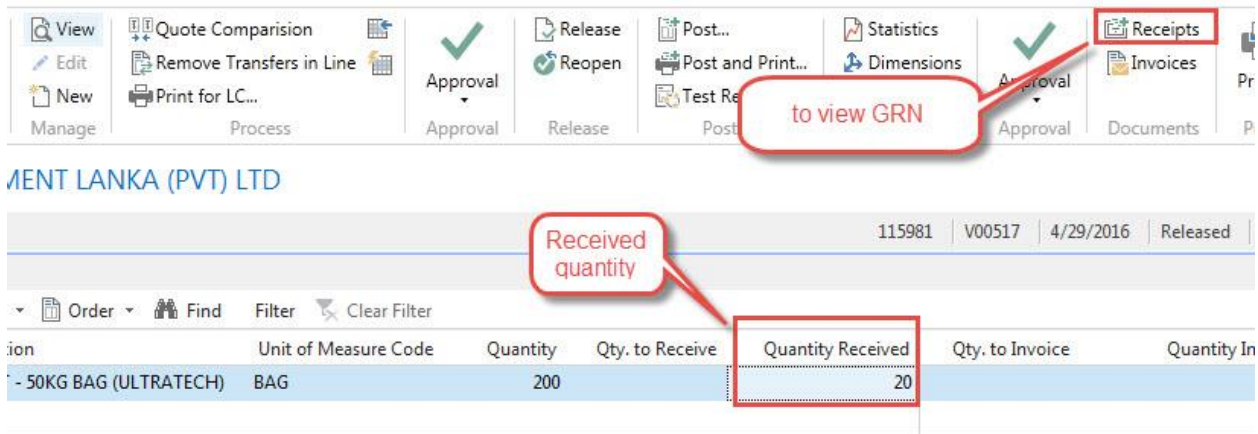 View Quote Comparision Release Post... Statistics Receipts
Edit Remove Transfers in Line Approval Reopen Post and Print... Dimensions Approval Invoices
New Print for LC... Test Re to view GRN Pr
Manage Process Approval Release Post Approval Documents P
MENT LANKA (PVT) LTD
Received
quantity
115981 V00517 4/29/2016 Released
Order Find Filter Clear Filter
ion Unit of Measure Code Quantity Qty. to Receive Quantity Received Qty. to Invoice Quantity In
- 50KG BAG (ULTRATECH) BAG 200 20